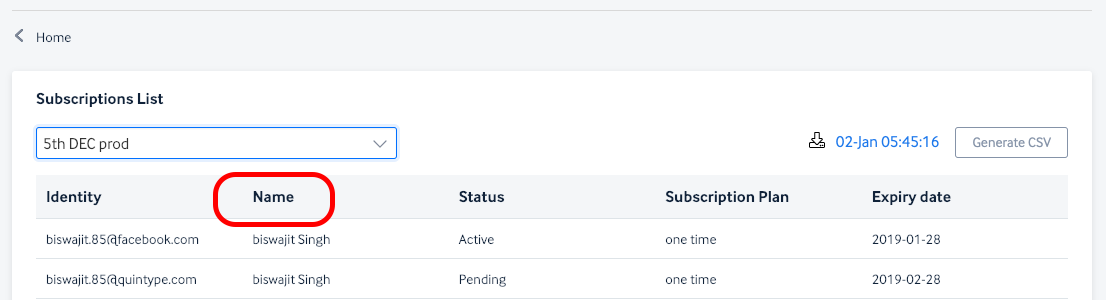 Home
Subscriptions List
5th DEC prod
02-Jan 05:45:16 Generate CSV
Identity Name Status Subscription Plan Expiry date
biswajit.85@facebook.com biswajit Singh Active one time 2019-01-28
biswajit.85@quintype.com biswajit Singh Pending one time 2019-02-28